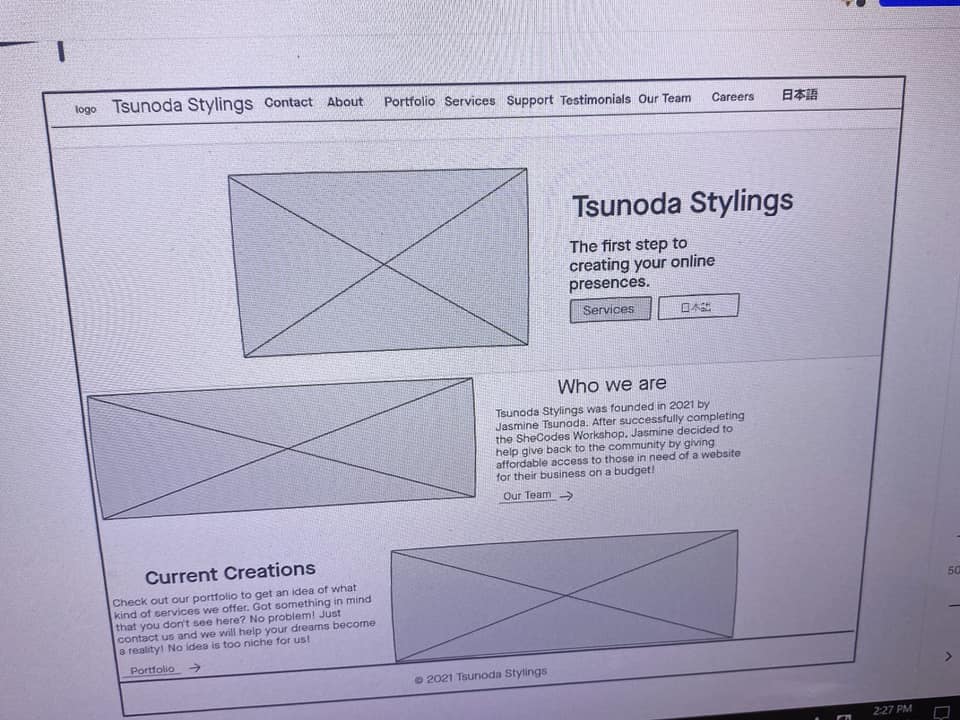 logo Tsunoda Stylings Contact About Portfolio Services Support Testimonials Our Team Careers 日本語
Tsunoda Stylings
The first step to
creating your online
presences.
Services 日本語
Who we are
Tsunoda Stylings was founded in 2021 by
Jasmine Tsunoda. After successfully completing
the SheCodes Workshop, Jasmine decided to
help give back to the community by giving
affordable access to those in need of a website
for their business on a budget!
Our Team →
Current Creations
Check out our portfolio to get an idea of what
kind of services we offer. Got something in mind
that you don't see here? No problem! Just
contact us and we will help your dreams become
a reality! No idea is too niche for us!
Portfolio →
© 2021 Tsunoda Stylings
50
2:27 PM